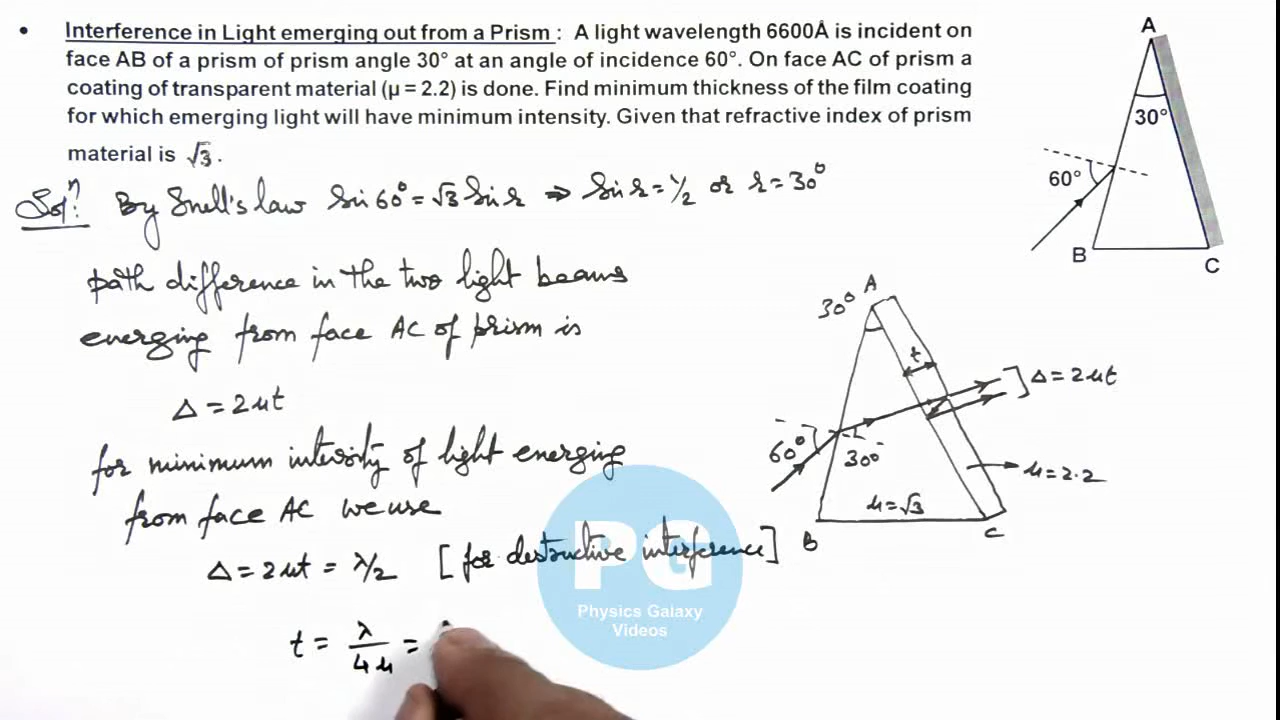 • Interference in Light emerging out from a Prism : A light wavelength 6600Å is incident on
face AB of a prism of prism angle 30° at an angle of incidence 60°. On face AC of prism a
coating of transparent material (μ = 2.2) is done. Find minimum thickness of the film coating
for which emerging light will have minimum intensity. Given that refractive index of prism
material is √3 .
A
30°
60°
B
C
Solⁿ: By Snell's law Sin 60° = √3 Sin r ⇒ Sin r = 1/2 or r = 30°
path difference in the two light beams
emerging from face AC of prism is
Δ = 2μt
for minimum intensity of light emerging
from face AC we use
Δ = 2μt = λ/2 [for destructive interference]
t = λ/4μ =
30° A
t
Δ = 2μt
60°
30°
μ = 2.2
μ = √3
B
C
PG
Physics Galaxy
Videos